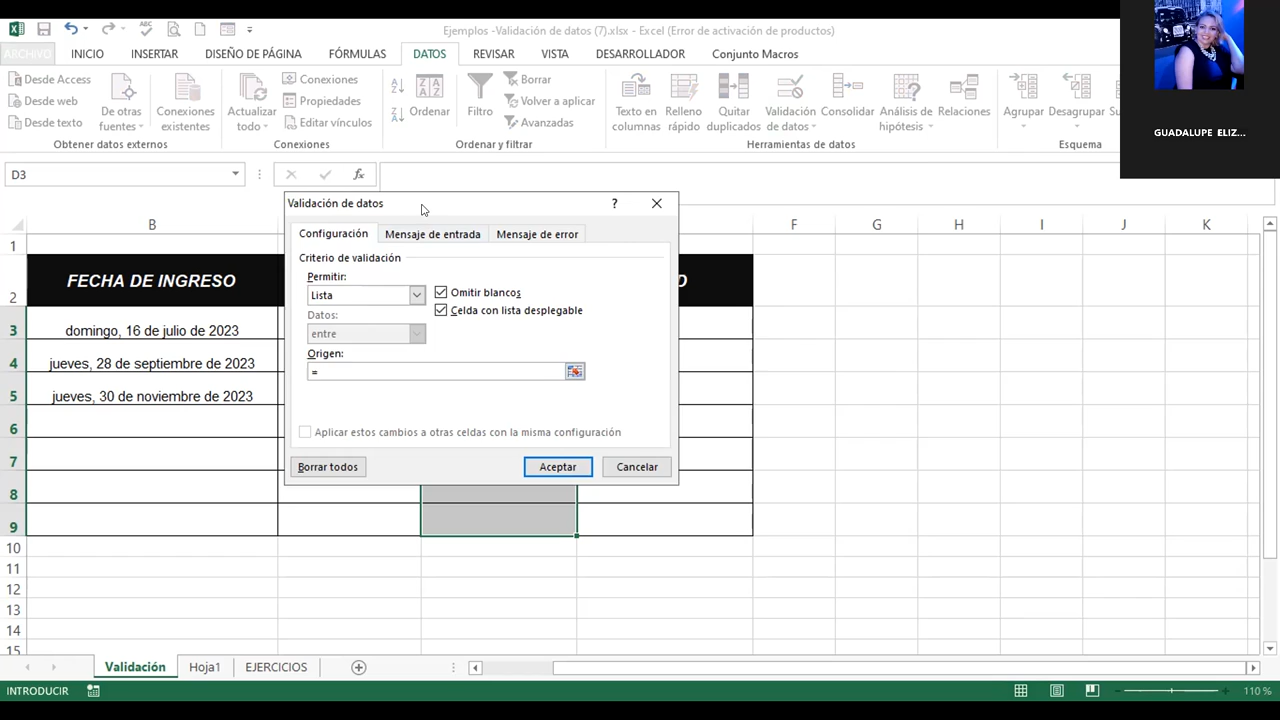 Ejemplos -Validación de datos (7).xlsx - Excel (Error de activación de productos)
ARCHIVO INICIO INSERTAR DISEÑO DE PÁGINA FÓRMULAS DATOS REVISAR VISTA DESARROLLADOR Conjunto Macros
Desde Access
Desde web
Desde texto
De otras
fuentes
Conexiones
existentes
Obtener datos externos
Actualizar
todo
Conexiones
Propiedades
Editar vínculos
Conexiones
Ordenar
Filtro
Borrar
Volver a aplicar
Avanzadas
Ordenar y filtrar
Texto en
columnas
Relleno
rápido
Quitar
duplicados
Validación
de datos
Consolidar
Análisis de
hipótesis
Relaciones
Herramientas de datos
Agrupar
Desagrupar
Su
Esquema
GUADALUPE ELIZ...
D3
fx
B F G H I J K
1
2 FECHA DE INGRESO D
3 domingo, 16 de julio de 2023
4 jueves, 28 de septiembre de 2023
5 jueves, 30 de noviembre de 2023
6
7
8
9
10
11
12
13
14
15
Validación de datos ?
Configuración Mensaje de entrada Mensaje de error
Criterio de validación
Permitir:
Lista
Omitir blancos
Celda con lista desplegable
Datos:
entre
Origen:
=
Aplicar estos cambios a otras celdas con la misma configuración
Borrar todos Aceptar Cancelar
Validación Hoja1 EJERCICIOS
INTRODUCIR 110 %